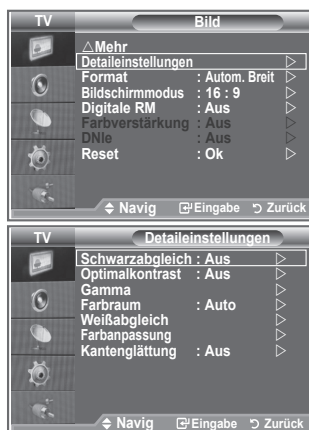 TV Bild
△Mehr
Detaileinstellungen
Format : Autom. Breit
Bildschirmmodus : 16 : 9
Digitale RM : Aus
Farbverstärkung : Aus
DNIe : Aus
Reset : Ok
Navig Eingabe Zurück
TV Detaileinstellungen
Schwarzabgleich : Aus
Optimalkontrast : Aus
Gamma
Farbraum : Auto
Weißabgleich
Farbanpassung
Kantenglättung : Aus
Navig Eingabe Zurück